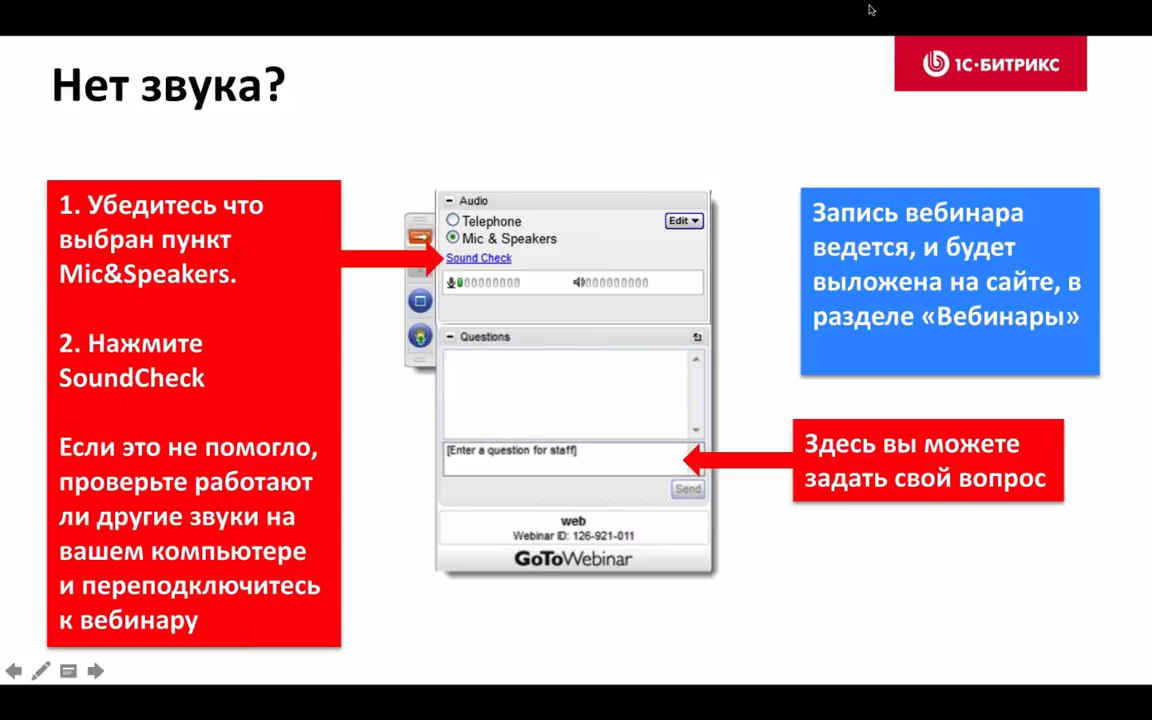 Нет звука?
1С·БИТРИКС
1. Убедитесь что
выбран пункт
Mic&Speakers.
2. Нажмите
SoundCheck
Если это не помогло,
проверьте работают
ли другие звуки на
вашем компьютере
и переподключитесь
к вебинару
Audio
Telephone
Edit
Mic & Speakers
Sound Check
Questions
[Enter a question for staff]
Send
web
Webinar ID: 126-921-011
GoToWebinar
Запись вебинара
ведется, и будет
выложена на сайте, в
разделе «Вебинары»
Здесь вы можете
задать свой вопрос